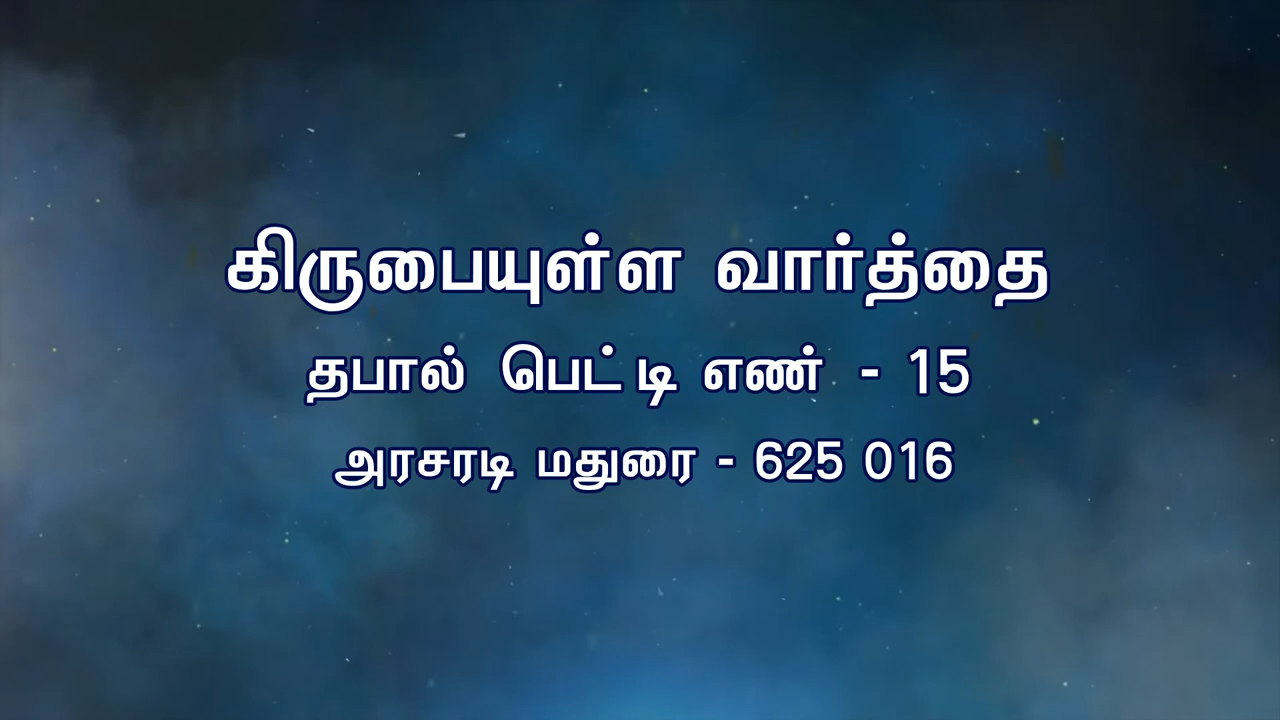 கிருபையுள்ள வார்த்தை
தபால் பெட்டி எண் - 15
அரசரடி மதுரை - 625 016